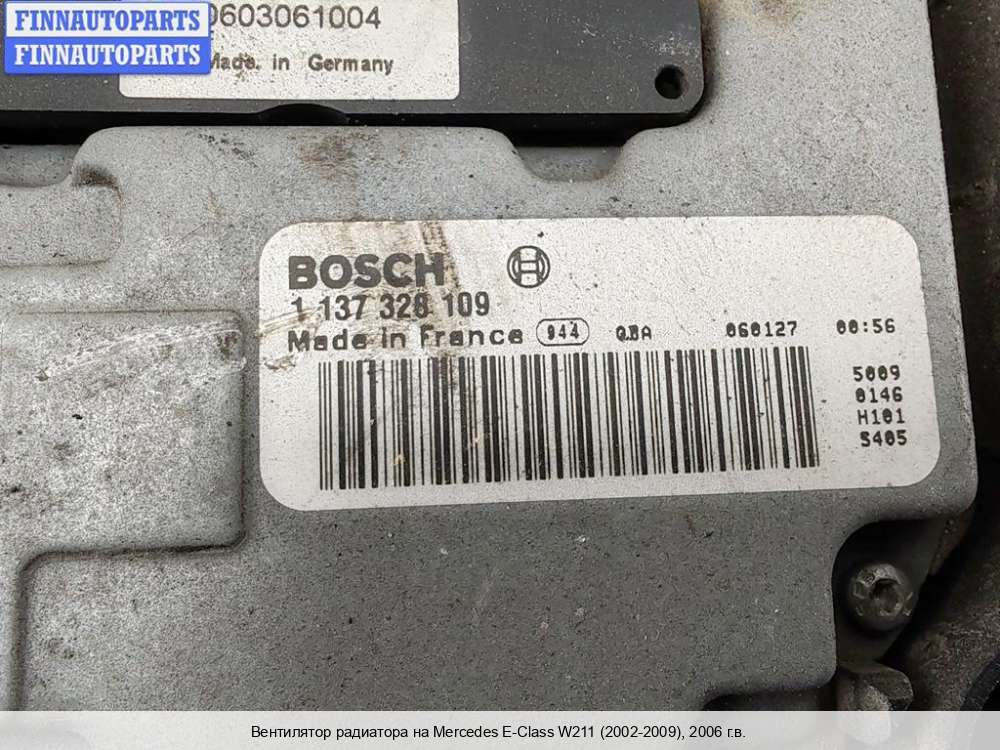 FINNAUTOPARTS
FINNAUTOPARTS
0603061004
Made in Germany
BOSCH
1 137 328 109
Made in France 944 QBA 060127 00:56
5009
0146
H101
S405
Вентилятор радиатора на Mercedes E-Class W211 (2002-2009), 2006 г.в.